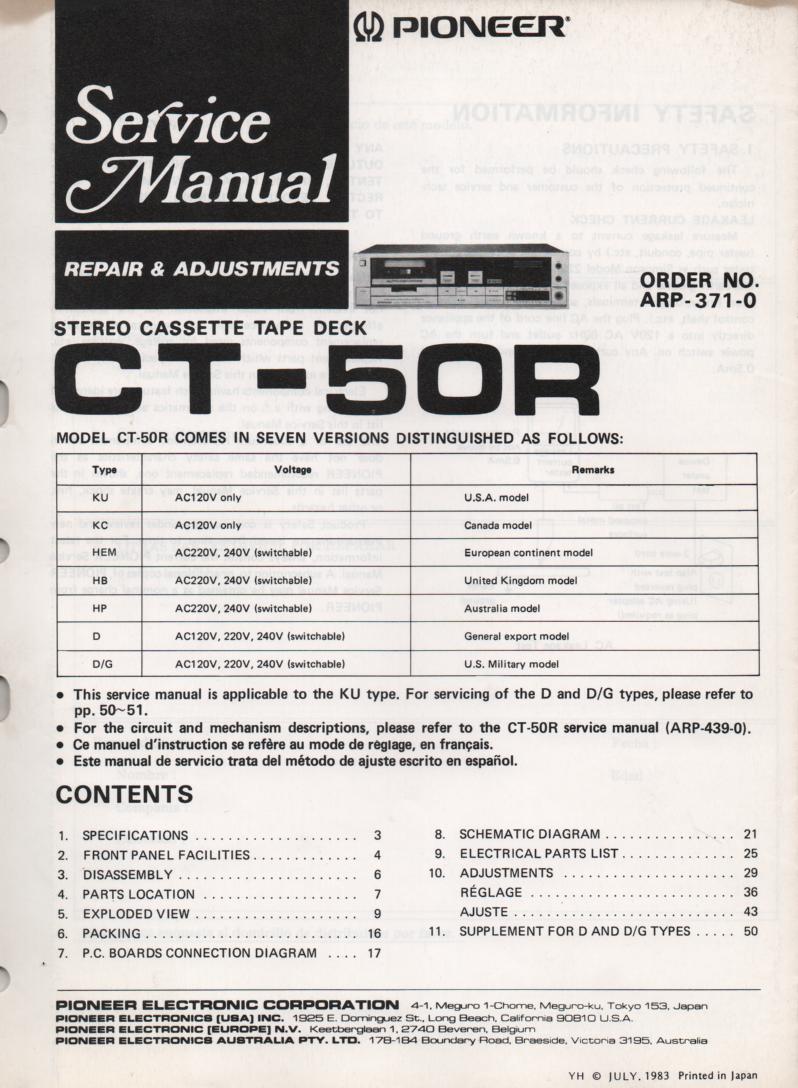 PIONEER®
Service
Manual
REPAIR & ADJUSTMENTS
ORDER NO.
ARP-371-0
STEREO CASSETTE TAPE DECK
CT-50R
MODEL CT-50R COMES IN SEVEN VERSIONS DISTINGUISHED AS FOLLOWS:
Type Voltage Remarks
KU AC120V only U.S.A. model
KC AC120V only Canada model
HEM AC220V, 240V (switchable) European continent model
HB AC220V, 240V (switchable) United Kingdom model
HP AC220V, 240V (switchable) Australia model
D AC120V, 220V, 240V (switchable) General export model
D/G AC120V, 220V, 240V (switchable) U.S. Military model
● This service manual is applicable to the KU type. For servicing of the D and D/G types, please refer to
pp. 50~51.
● For the circuit and mechanism descriptions, please refer to the CT-50R service manual (ARP-439-0).
● Ce manuel d'instruction se refère au mode de règlage, en français.
● Este manual de servicio trata del método de ajuste escrito en español.
CONTENTS
1. SPECIFICATIONS . . . . . . . . . . . . . . . . . . . . 3
2. FRONT PANEL FACILITIES . . . . . . . . . . . . . 4
3. DISASSEMBLY . . . . . . . . . . . . . . . . . . . . . . 6
4. PARTS LOCATION . . . . . . . . . . . . . . . . . . . 7
5. EXPLODED VIEW . . . . . . . . . . . . . . . . . . . . 9
6. PACKING . . . . . . . . . . . . . . . . . . . . . . . . . . 16
7. P.C. BOARDS CONNECTION DIAGRAM . . . . 17
8. SCHEMATIC DIAGRAM . . . . . . . . . . . . . . . . 21
9. ELECTRICAL PARTS LIST . . . . . . . . . . . . . . 25
10. ADJUSTMENTS . . . . . . . . . . . . . . . . . . . . . 29
RÉGLAGE . . . . . . . . . . . . . . . . . . . . . . . . . 36
AJUSTE . . . . . . . . . . . . . . . . . . . . . . . . . . . 43
11. SUPPLEMENT FOR D AND D/G TYPES . . . . . 50
PIONEER ELECTRONIC CORPORATION 4-1, Meguro 1-Chome, Meguro-ku, Tokyo 153, Japan
PIONEER ELECTRONICS [USA] INC. 1925 E. Dominguez St., Long Beach, California 90810 U.S.A.
PIONEER ELECTRONIC [EUROPE] N.V. Keetberglaan 1, 2740 Beveren, Belgium
PIONEER ELECTRONICS AUSTRALIA PTY. LTD. 178-184 Boundary Road, Braeside, Victoria 3195, Australia
YH © JULY. 1983 Printed in Japan